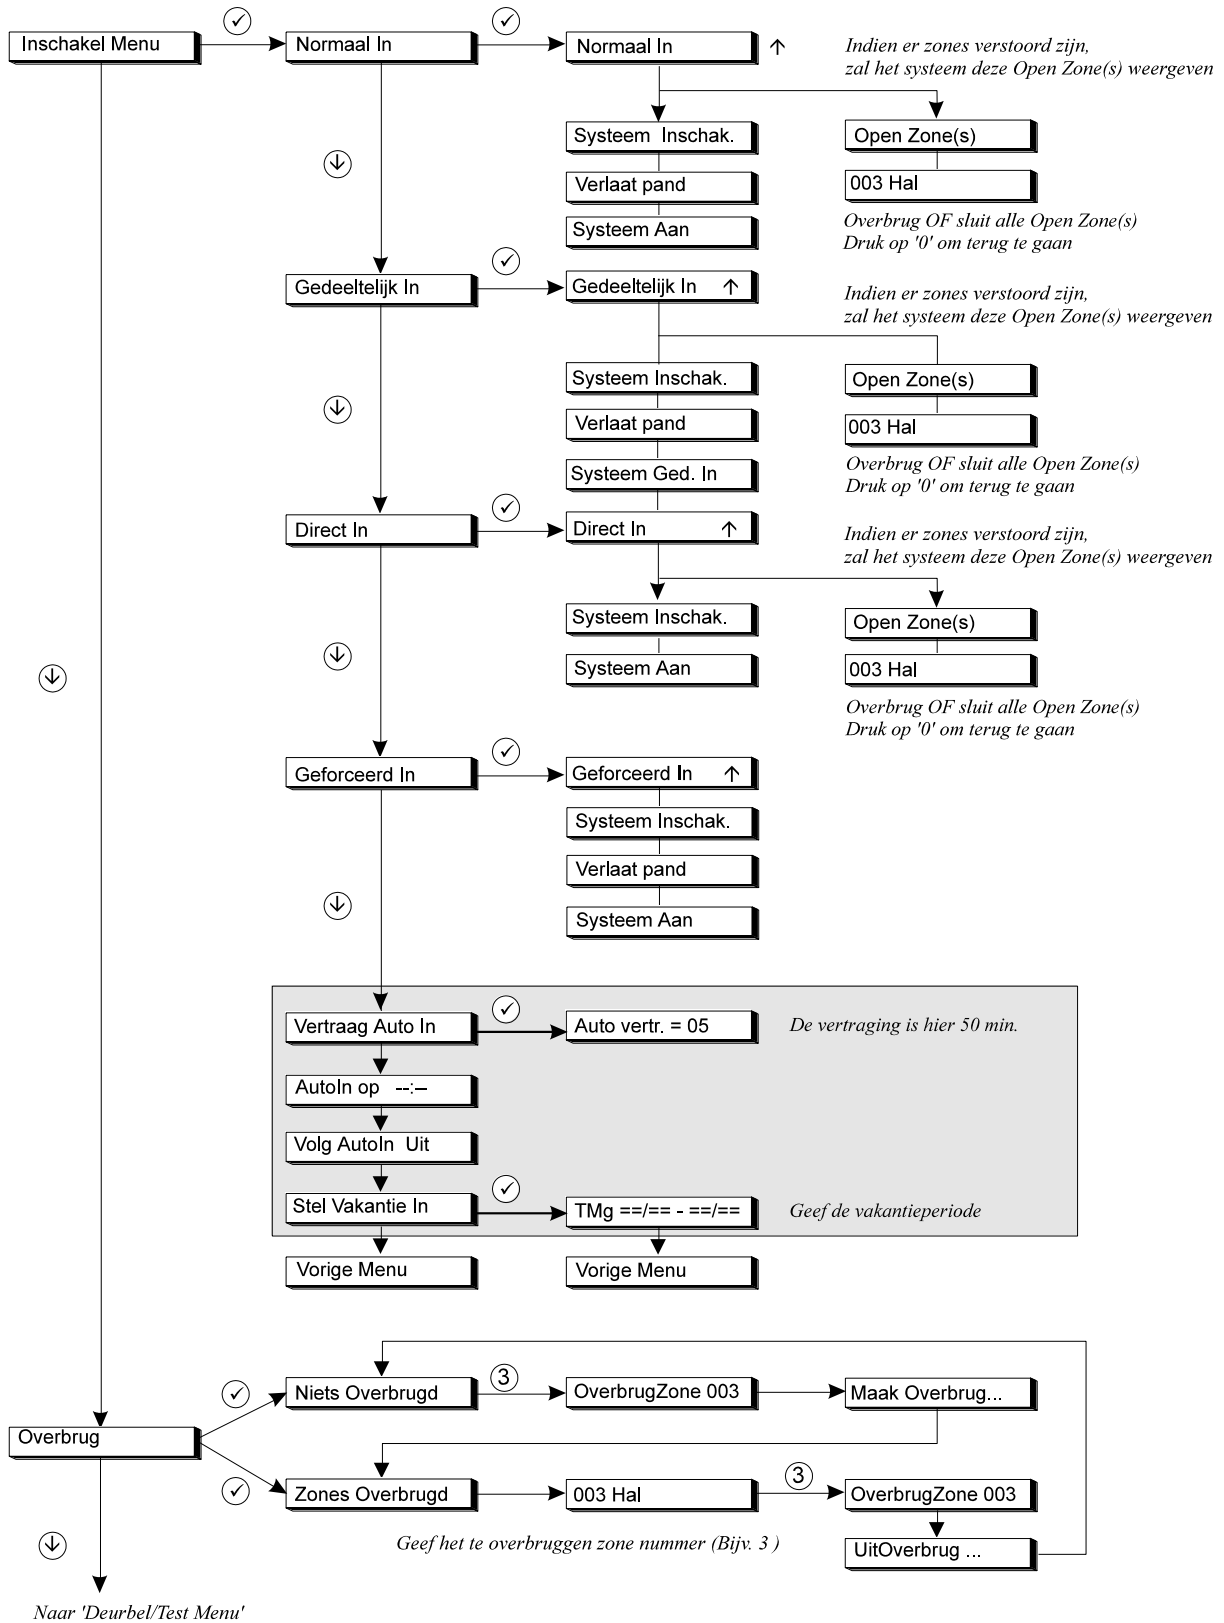 Inschakel Menu
Normaal In
Normaal In
Indien er zones verstoord zijn,
zal het systeem deze Open Zone(s) weergeven
Systeem Inschak.
Open Zone(s)
Verlaat pand
003 Hal
Systeem Aan
Overbrug OF sluit alle Open Zone(s)
Druk op '0' om terug te gaan
Gedeeltelijk In
Gedeeltelijk In
Indien er zones verstoord zijn,
zal het systeem deze Open Zone(s) weergeven
Systeem Inschak.
Open Zone(s)
Verlaat pand
003 Hal
Systeem Ged. In
Overbrug OF sluit alle Open Zone(s)
Druk op '0' om terug te gaan
Direct In
Direct In
Indien er zones verstoord zijn,
zal het systeem deze Open Zone(s) weergeven
Systeem Inschak.
Open Zone(s)
Systeem Aan
003 Hal
Overbrug OF sluit alle Open Zone(s)
Druk op '0' om terug te gaan
Geforceerd In
Geforceerd In
Systeem Inschak.
Verlaat pand
Systeem Aan
Vertraag Auto In
Auto vertr. = 05
De vertraging is hier 50 min.
AutoIn op --:--
Volg AutoIn Uit
Stel Vakantie In
TMg ==/== - ==/==
Geef de vakantieperiode
Vorige Menu
Vorige Menu
Niets Overbrugd
3
OverbrugZone 003
Maak Overbrug...
Overbrug
Zones Overbrugd
003 Hal
3
OverbrugZone 003
Geef het te overbruggen zone nummer (Bijv. 3 )
UitOverbrug ...
Naar 'Deurbel/Test Menu'